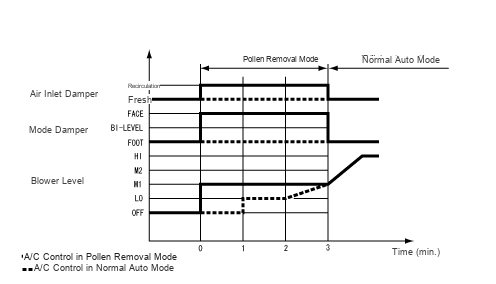 Pollen Removal Mode
Normal Auto Mode
Recirculation
Air Inlet Damper
Fresh
FACE
Mode Damper
BI-LEVEL
FOOT
HI
M2
Blower Level
M1
LO
OFF
0 1 2 3
Time (min.)
A/C Control in Pollen Removal Mode
A/C Control in Normal Auto Mode